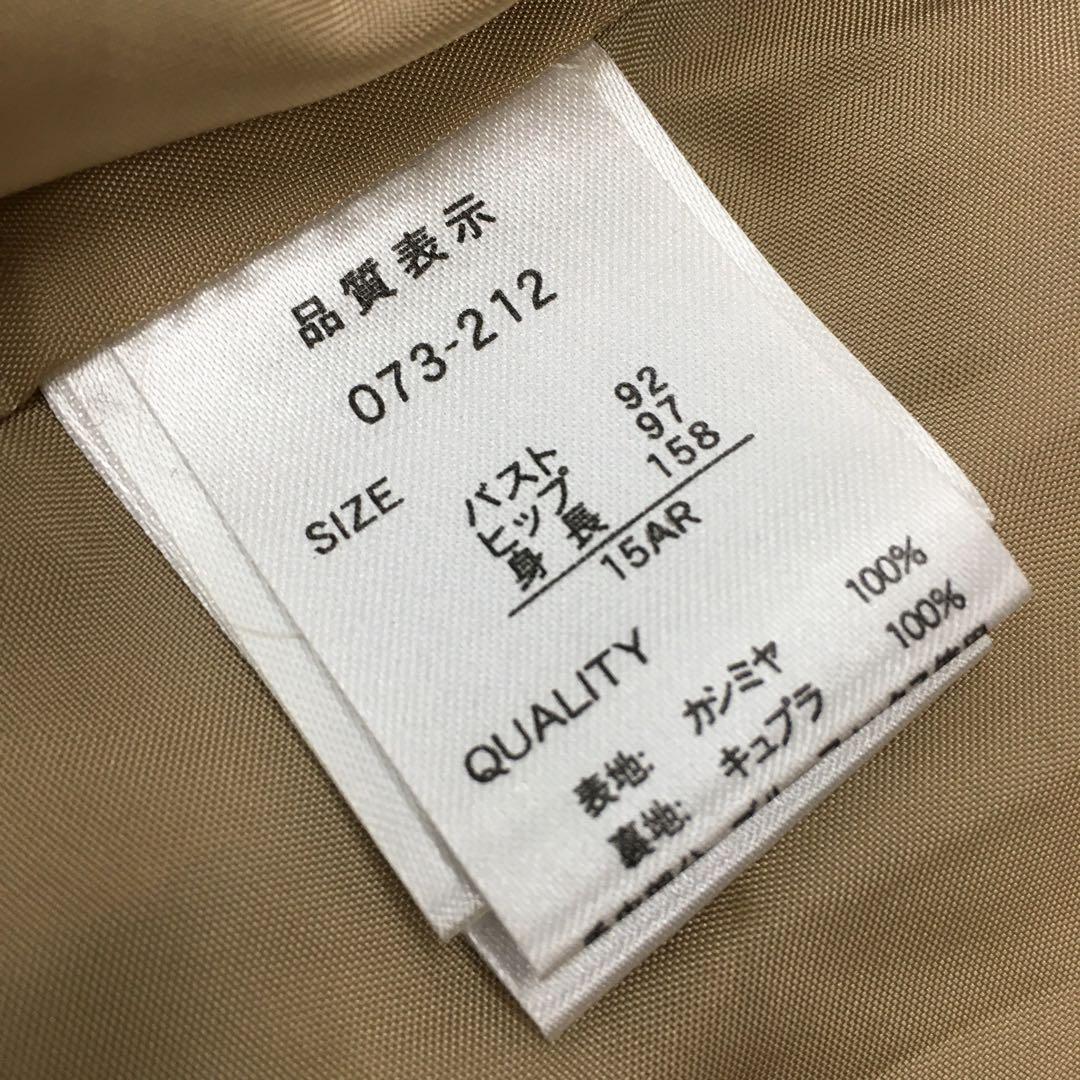 品質表示
073-212
SIZE バスト 92
ヒップ 97
身長 158
15AR
QUALITY
表地: カシミヤ 100%
裏地: キュプラ 100%